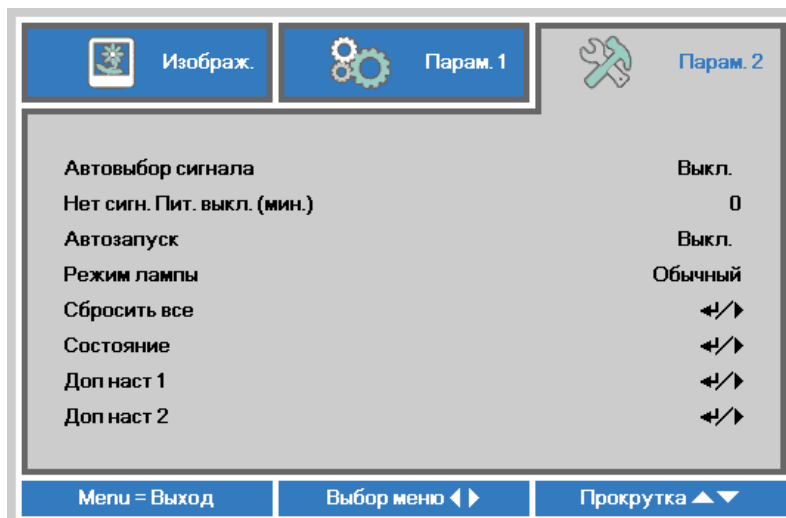 Изображ.
Парам. 1
Парам. 2
Автовыбор сигнала Выкл.
Нет сигн. Пит. выкл. (мин.) 0
Автозапуск Выкл.
Режим лампы Обычный
Сбросить все ↵/▶
Состояние ↵/▶
Доп наст 1 ↵/▶
Доп наст 2 ↵/▶
Menu = Выход
Выбор меню ◀ ▶
Прокрутка ▲▼